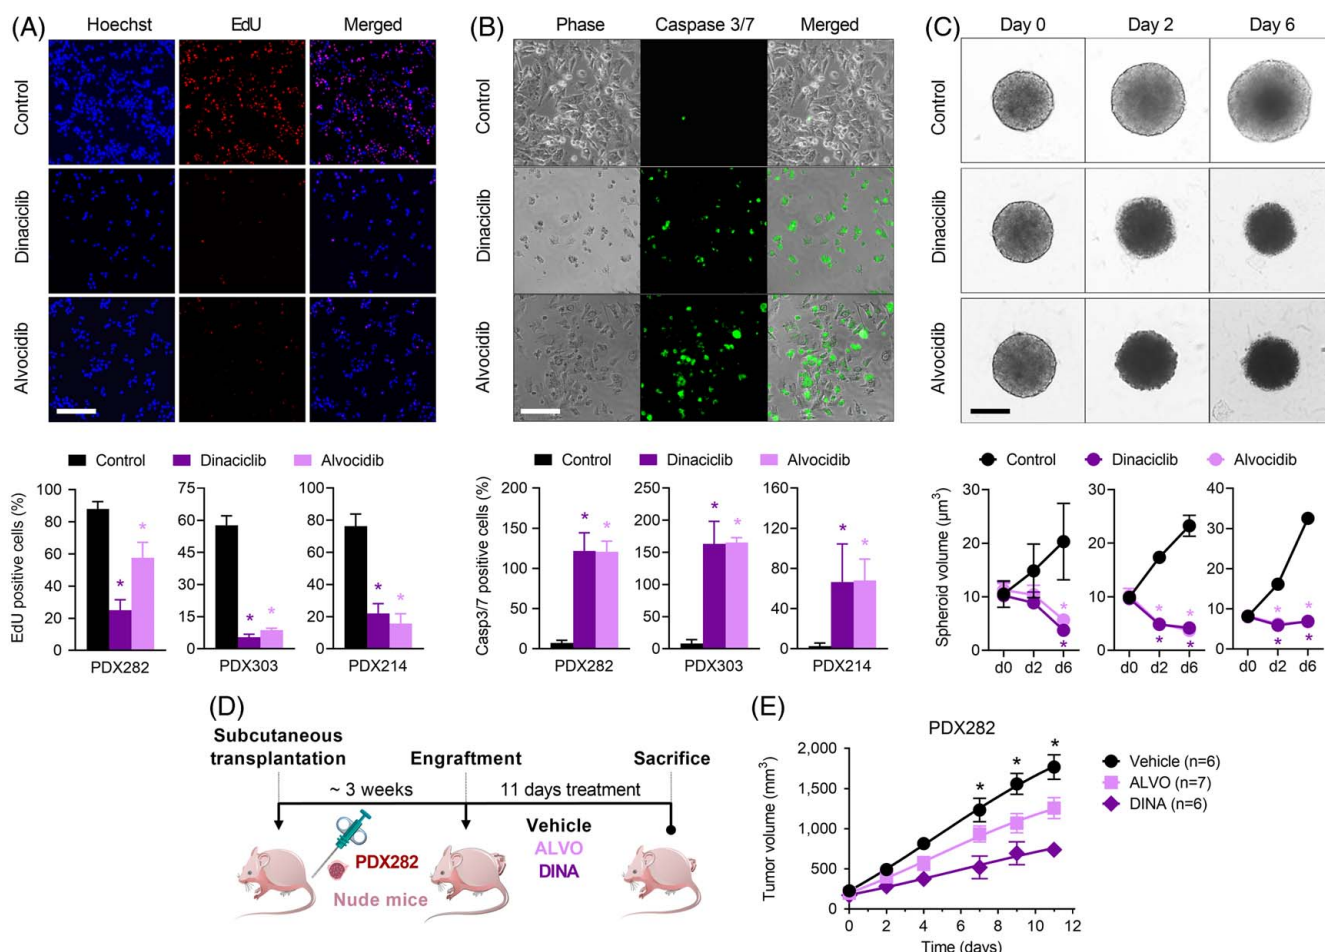 (A)
Hoechst EdU Merged
Control
Dinaciclib
Alvocidib
Control Dinaciclib Alvocidib
EdU positive cells (%)
100
80
60
40
20
0
PDX282
75
60
45
30
15
0
PDX303
100
80
60
40
20
0
PDX214
(B)
Phase Caspase 3/7 Merged
Control
Dinaciclib
Alvocidib
Control Dinaciclib Alvocidib
Casp3/7 positive cells (%)
200
150
100
50
0
PDX282
200
150
100
50
0
PDX303
160
120
80
40
0
PDX214
(C)
Day 0 Day 2 Day 6
Control
Dinaciclib
Alvocidib
Control Dinaciclib Alvocidib
Spheroid volume (µm³)
30
20
10
0
d0 d2 d6
30
20
10
0
d0 d2 d6
40
32
24
16
8
0
d0 d2 d6
(D)
Subcutaneous
transplantation
Engraftment
Sacrifice
~ 3 weeks
11 days treatment
Vehicle
ALVO
DINA
PDX282
Nude mice
(E)
PDX282
Tumor volume (mm³)
2,000
1,500
1,000
500
0
0 2 4 6 8 10 12
Time (days)
Vehicle (n=6)
ALVO (n=7)
DINA (n=6)